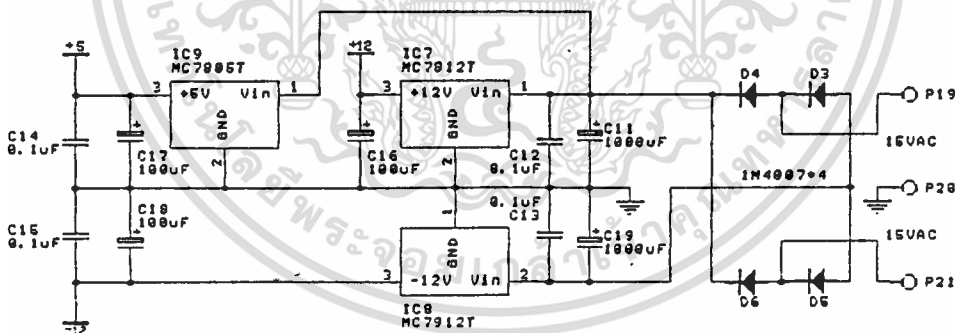 +5
IC9
MC7805T
3 +5V Vin 1
GND
2
+12
IC7
MC7812T
3 +12V Vin 1
GND
2
D4 D3
P19
15VAC
C14
0.1uF
C17
100uF
C16
100uF
C12
0.1uF
C11
1000uF
1N4007*4
P20
C15
0.1uF
C18
100uF
1
GND
3 -12V Vin 2
IC8
MC7912T
0.1uF
C13
C19
1000uF
15VAC
P21
D6 D5
-12